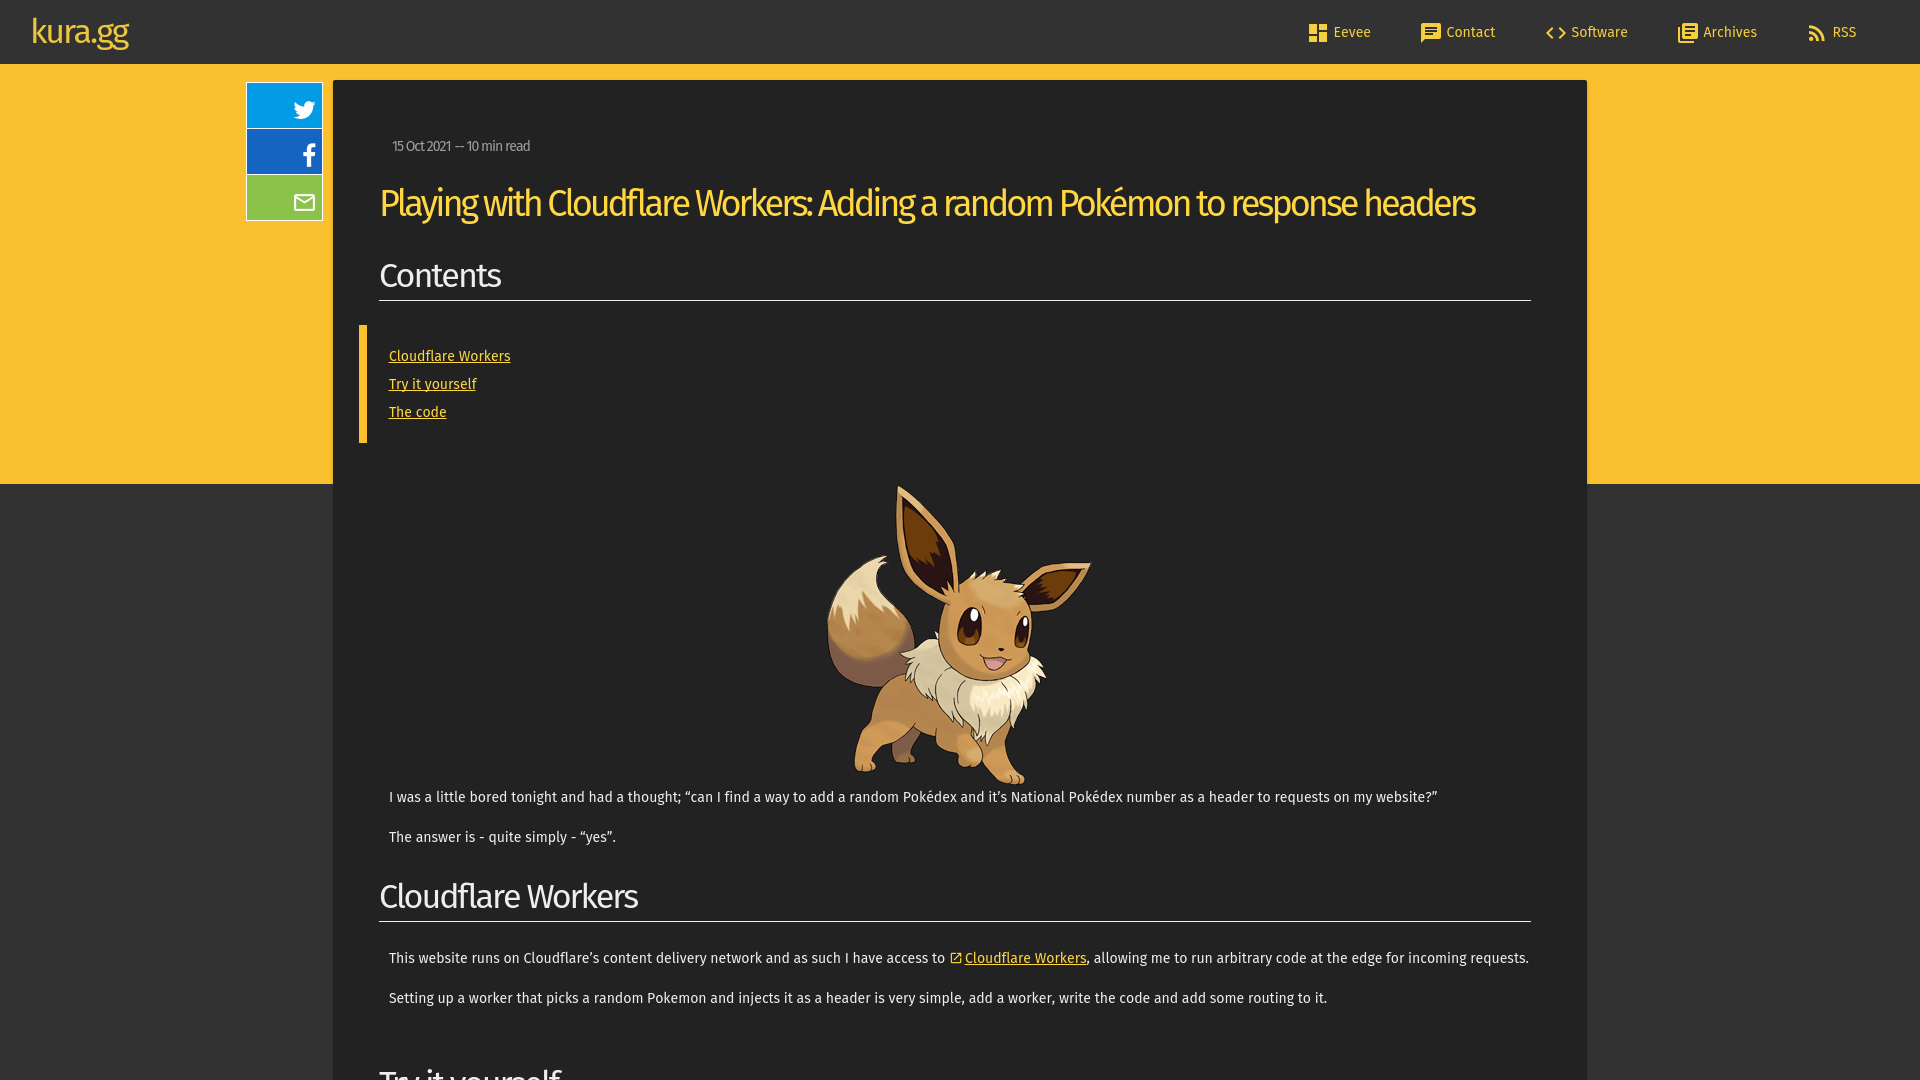 kura.gg
Eevee
Contact
Software
Archives
RSS
15 Oct 2021 -- 10 min read
Playing with Cloudflare Workers: Adding a random Pokémon to response headers
Contents
Cloudflare Workers
Try it yourself
The code
I was a little bored tonight and had a thought; “can I find a way to add a random Pokédex and it’s National Pokédex number as a header to requests on my website?”
The answer is - quite simply - “yes”.
Cloudflare Workers
This website runs on Cloudflare’s content delivery network and as such I have access to Cloudflare Workers, allowing me to run arbitrary code at the edge for incoming requests.
Setting up a worker that picks a random Pokemon and injects it as a header is very simple, add a worker, write the code and add some routing to it.
Try it yourself